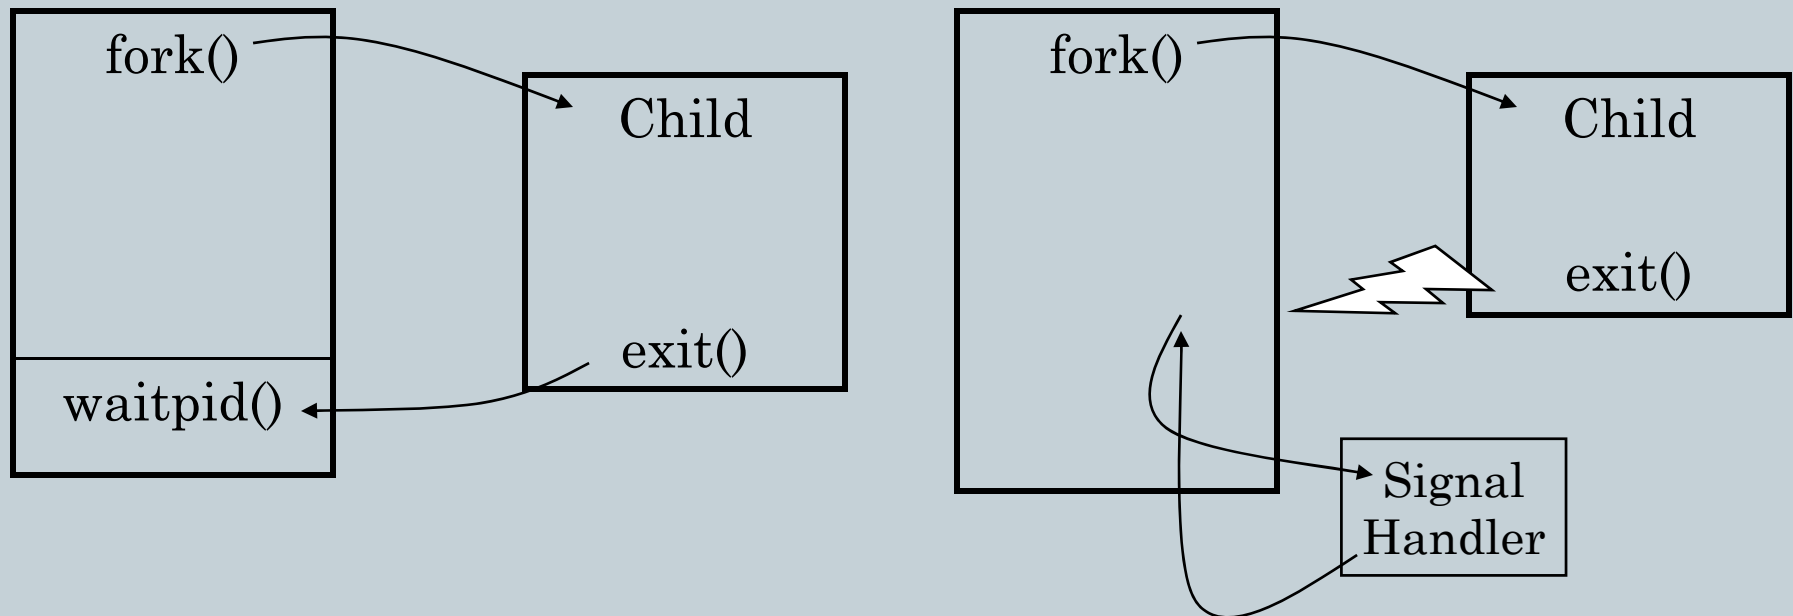 fork()
Child
exit()
waitpid()
fork()
Child
exit()
Signal
Handler